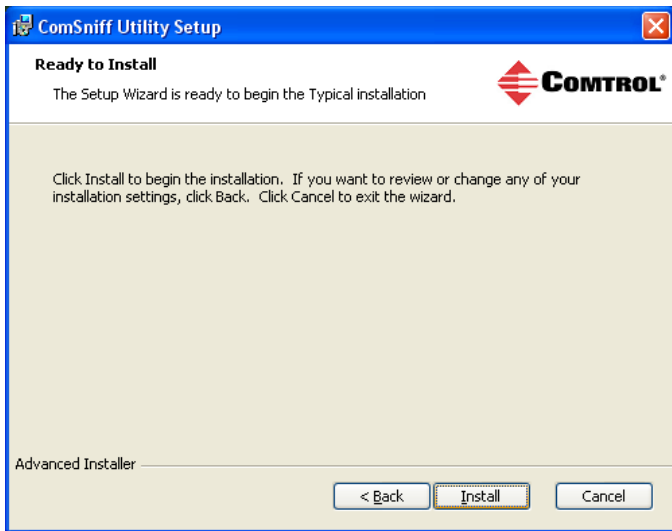 ComSniff Utility Setup
Ready to Install
The Setup Wizard is ready to begin the Typical installation
COMTROL®
Click Install to begin the installation. If you want to review or change any of your
installation settings, click Back. Click Cancel to exit the wizard.
Advanced Installer
< Back
Install
Cancel